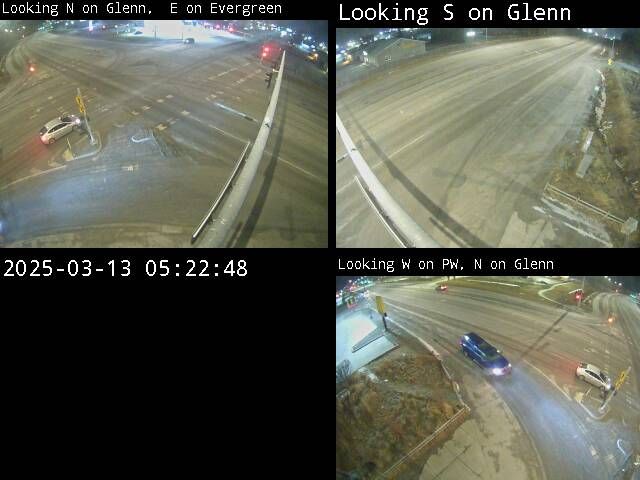 Looking N on Glenn,  E on Evergreen
Looking S on Glenn
2025-03-13 05:22:48
Looking W on PW, N on Glenn